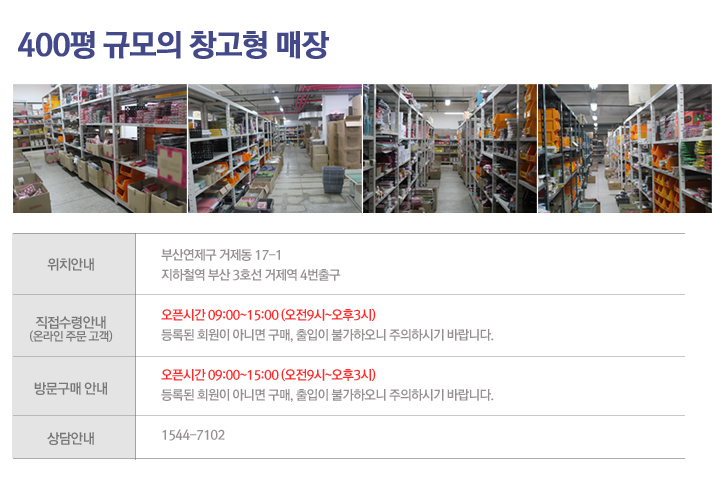 400평 규모의 창고형 매장
위치안내
부산연제구 거제동 17-1
지하철역 부산 3호선 거제역 4번출구
직접수령안내
(온라인 주문 고객)
오픈시간 09:00~15:00 (오전9시~오후3시)
등록된 회원이 아니면 구매, 출입이 불가하오니 주의하시기 바랍니다.
방문구매 안내
오픈시간 09:00~15:00 (오전9시~오후3시)
등록된 회원이 아니면 구매, 출입이 불가하오니 주의하시기 바랍니다.
상담안내
1544-7102